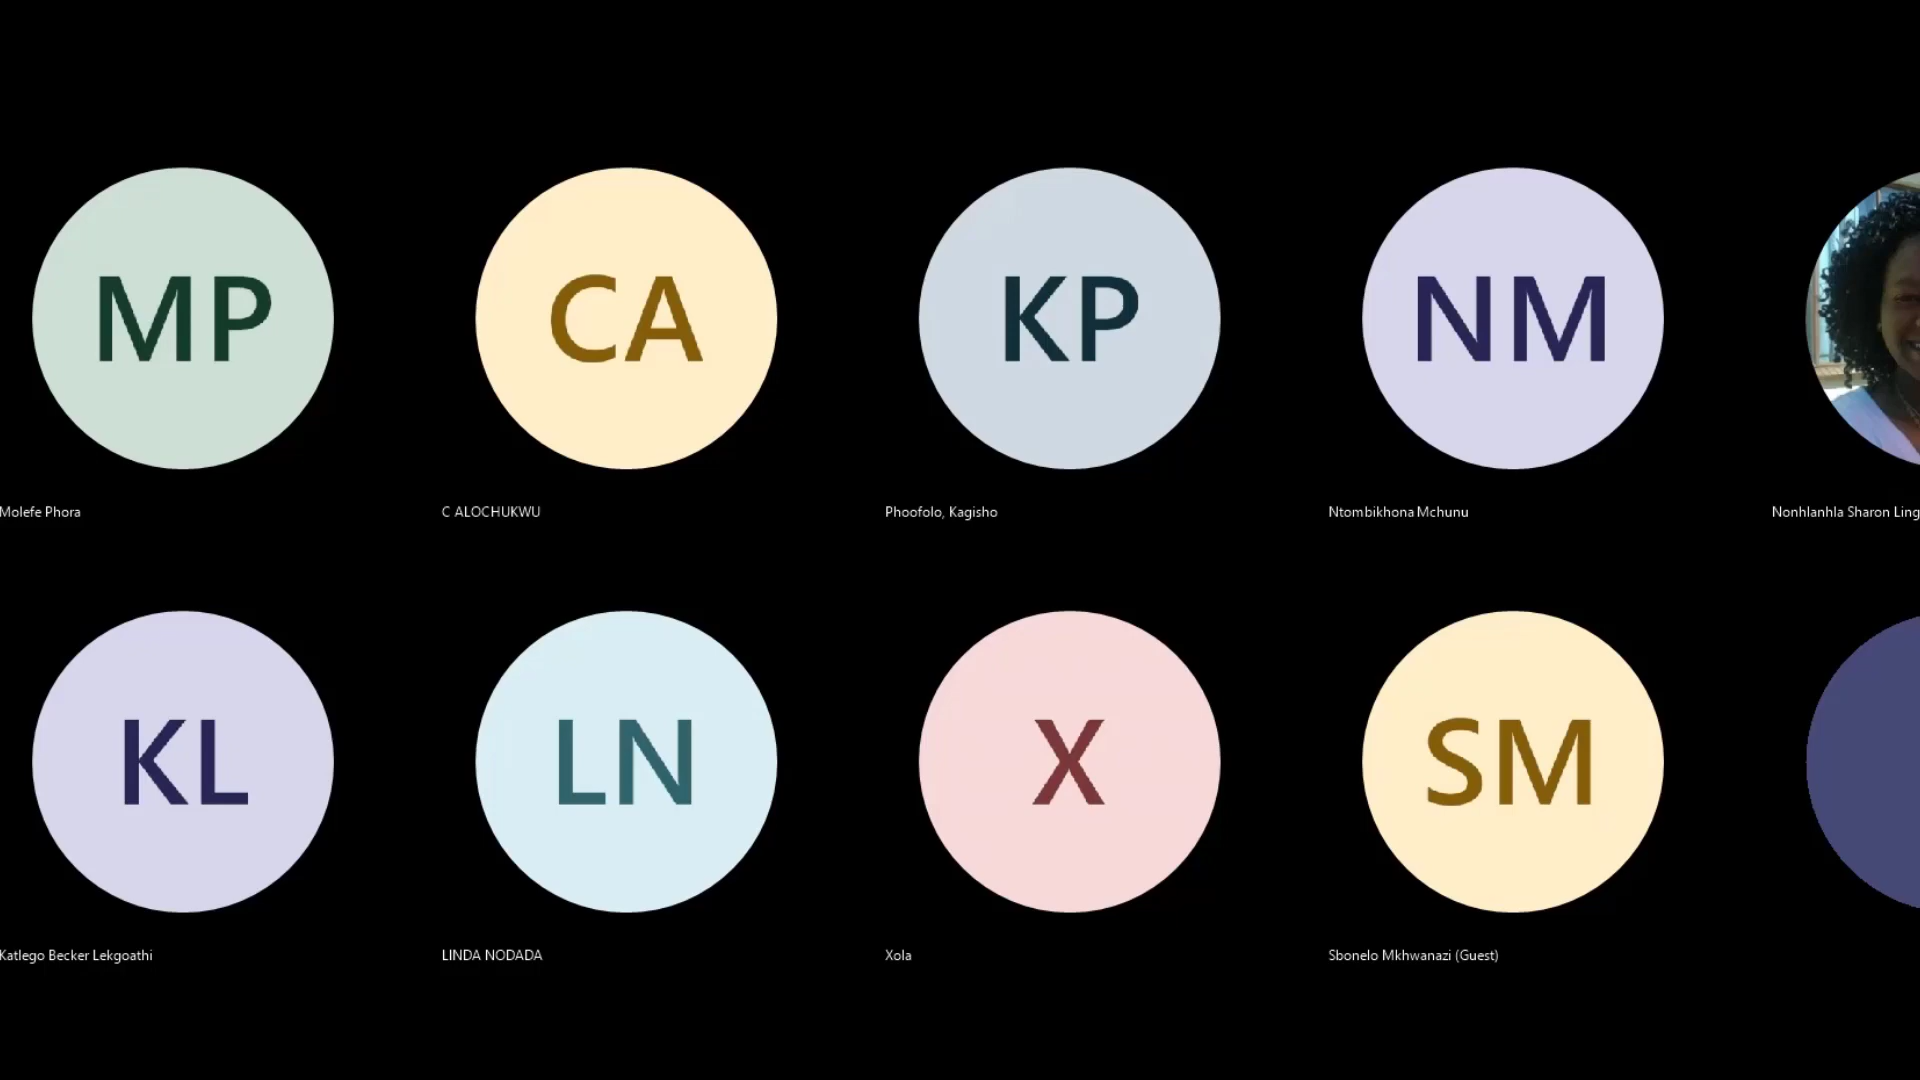 MP
CA
KP
NM
Molefe Phora
C ALOCHUKWU
Phoofolo, Kagisho
Ntombikhona Mchunu
Nonhlanhla Sharon Ling
KL
LN
X
SM
Katlego Becker Lekgoathi
LINDA NODADA
Xola
Sbonelo Mkhwanazi (Guest)